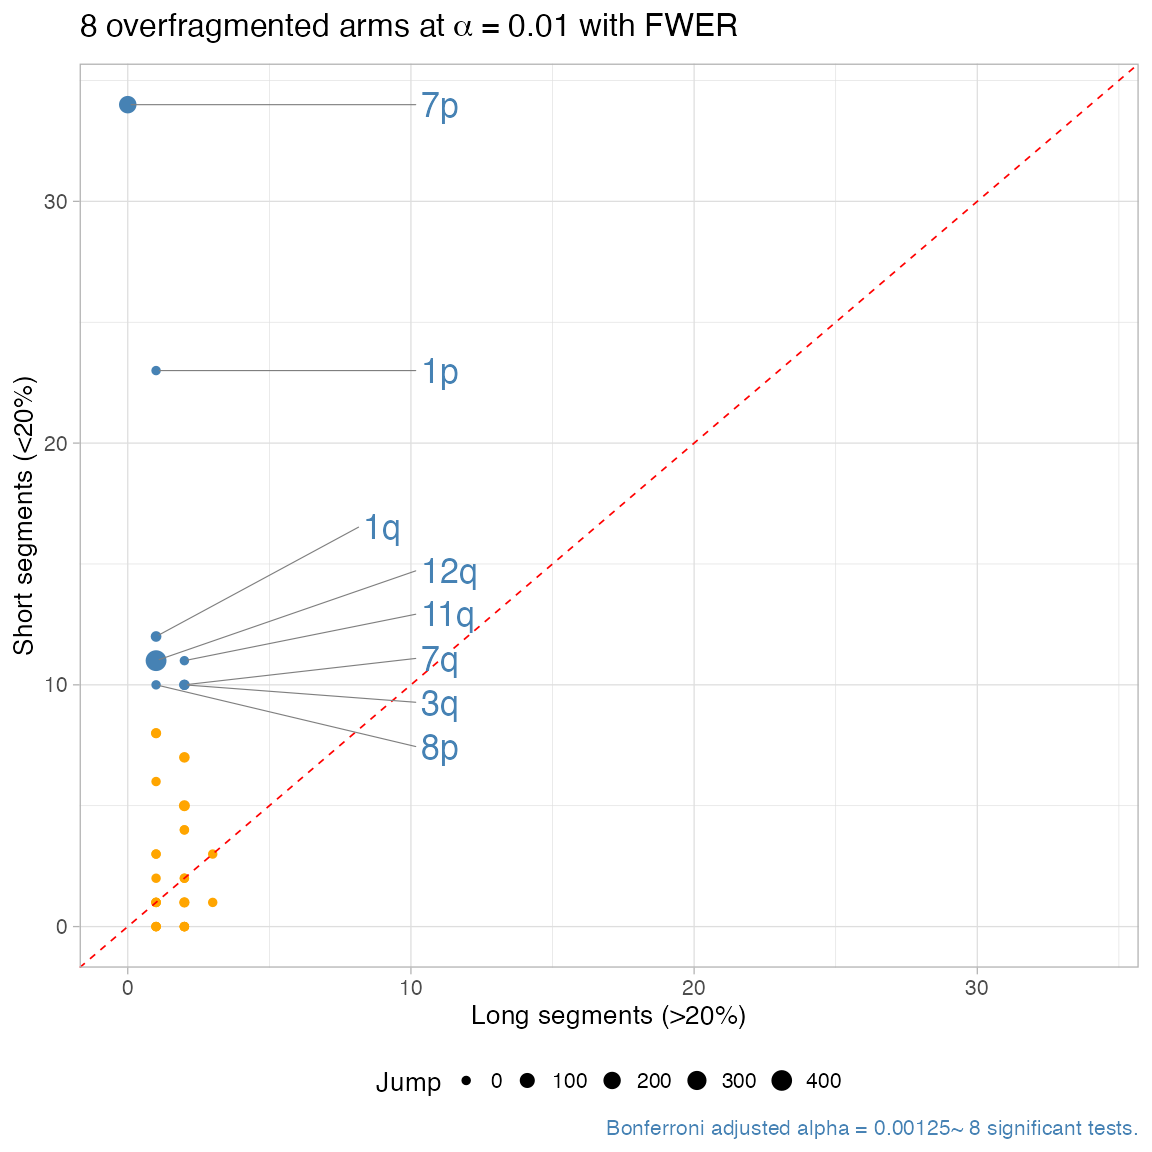 8 overfragmented arms at α = 0.01 with FWER
Short segments (<20%)
30
20
10
0
7p
1p
1q
12q
11q
7q
3q
8p
0 10 20 30
Long segments (>20%)
Jump 0 100 200 300 400
Bonferroni adjusted alpha = 0.00125~ 8 significant tests.